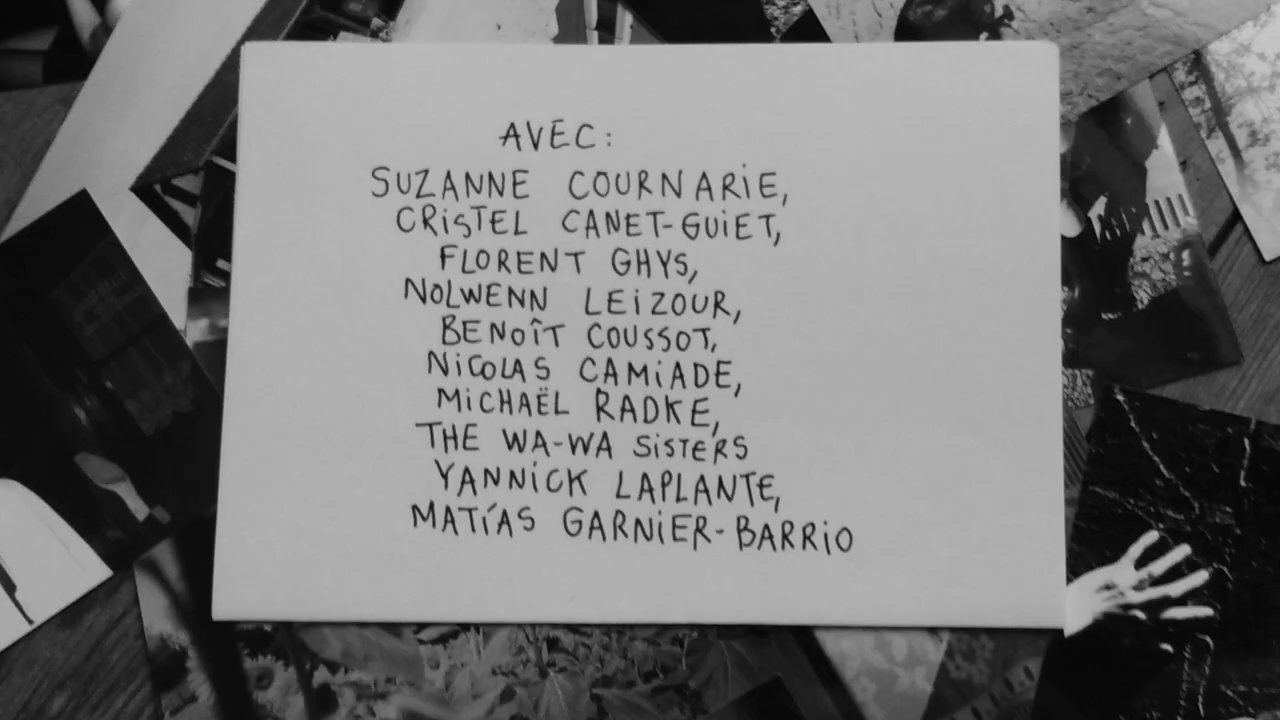 AVEC:
SUZANNE COURNARiE,
CRiSTEL CANET-GUiET,
FLORENT GHYS,
NOLWENN LEiZOUR,
BENOÎT COUSSOT,
NiCOLAS CAMiADE,
MiCHAËL RADKE,
THE WA-WA SiSTERS
YANNiCK LAPLANTE,
MATíAS GARNiER-BARRiO